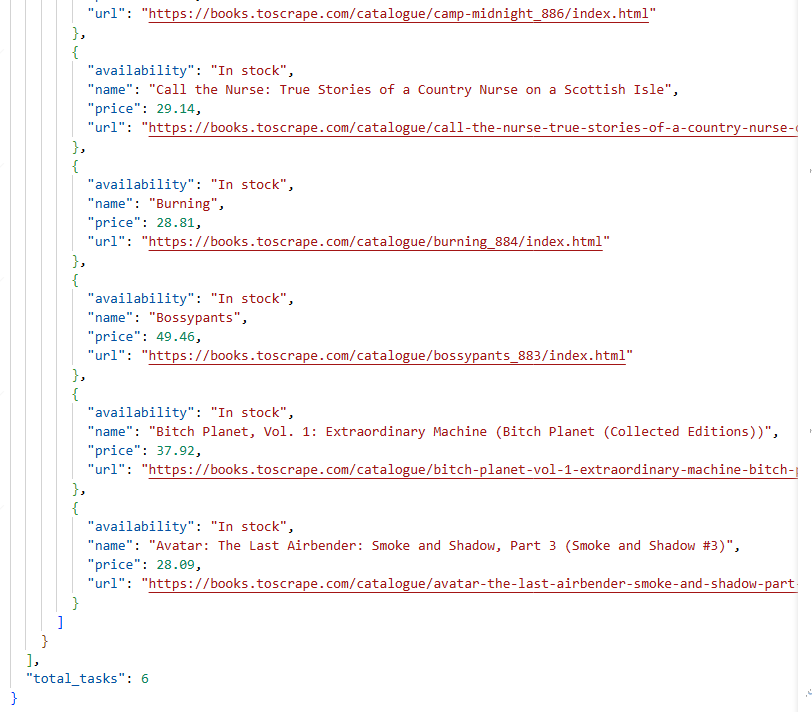 "url": "https://books.toscrape.com/catalogue/camp-midnight_886/index.html"
},
{
"availability": "In stock",
"name": "Call the Nurse: True Stories of a Country Nurse on a Scottish Isle",
"price": 29.14,
"url": "https://books.toscrape.com/catalogue/call-the-nurse-true-stories-of-a-country-nurse-
},
{
"availability": "In stock",
"name": "Burning",
"price": 28.81,
"url": "https://books.toscrape.com/catalogue/burning_884/index.html"
},
{
"availability": "In stock",
"name": "Bossypants",
"price": 49.46,
"url": "https://books.toscrape.com/catalogue/bossypants_883/index.html"
},
{
"availability": "In stock",
"name": "Bitch Planet, Vol. 1: Extraordinary Machine (Bitch Planet (Collected Editions))",
"price": 37.92,
"url": "https://books.toscrape.com/catalogue/bitch-planet-vol-1-extraordinary-machine-bitch-
},
{
"availability": "In stock",
"name": "Avatar: The Last Airbender: Smoke and Shadow, Part 3 (Smoke and Shadow #3)",
"price": 28.09,
"url": "https://books.toscrape.com/catalogue/avatar-the-last-airbender-smoke-and-shadow-part-
}
]
}
],
"total_tasks": 6
}